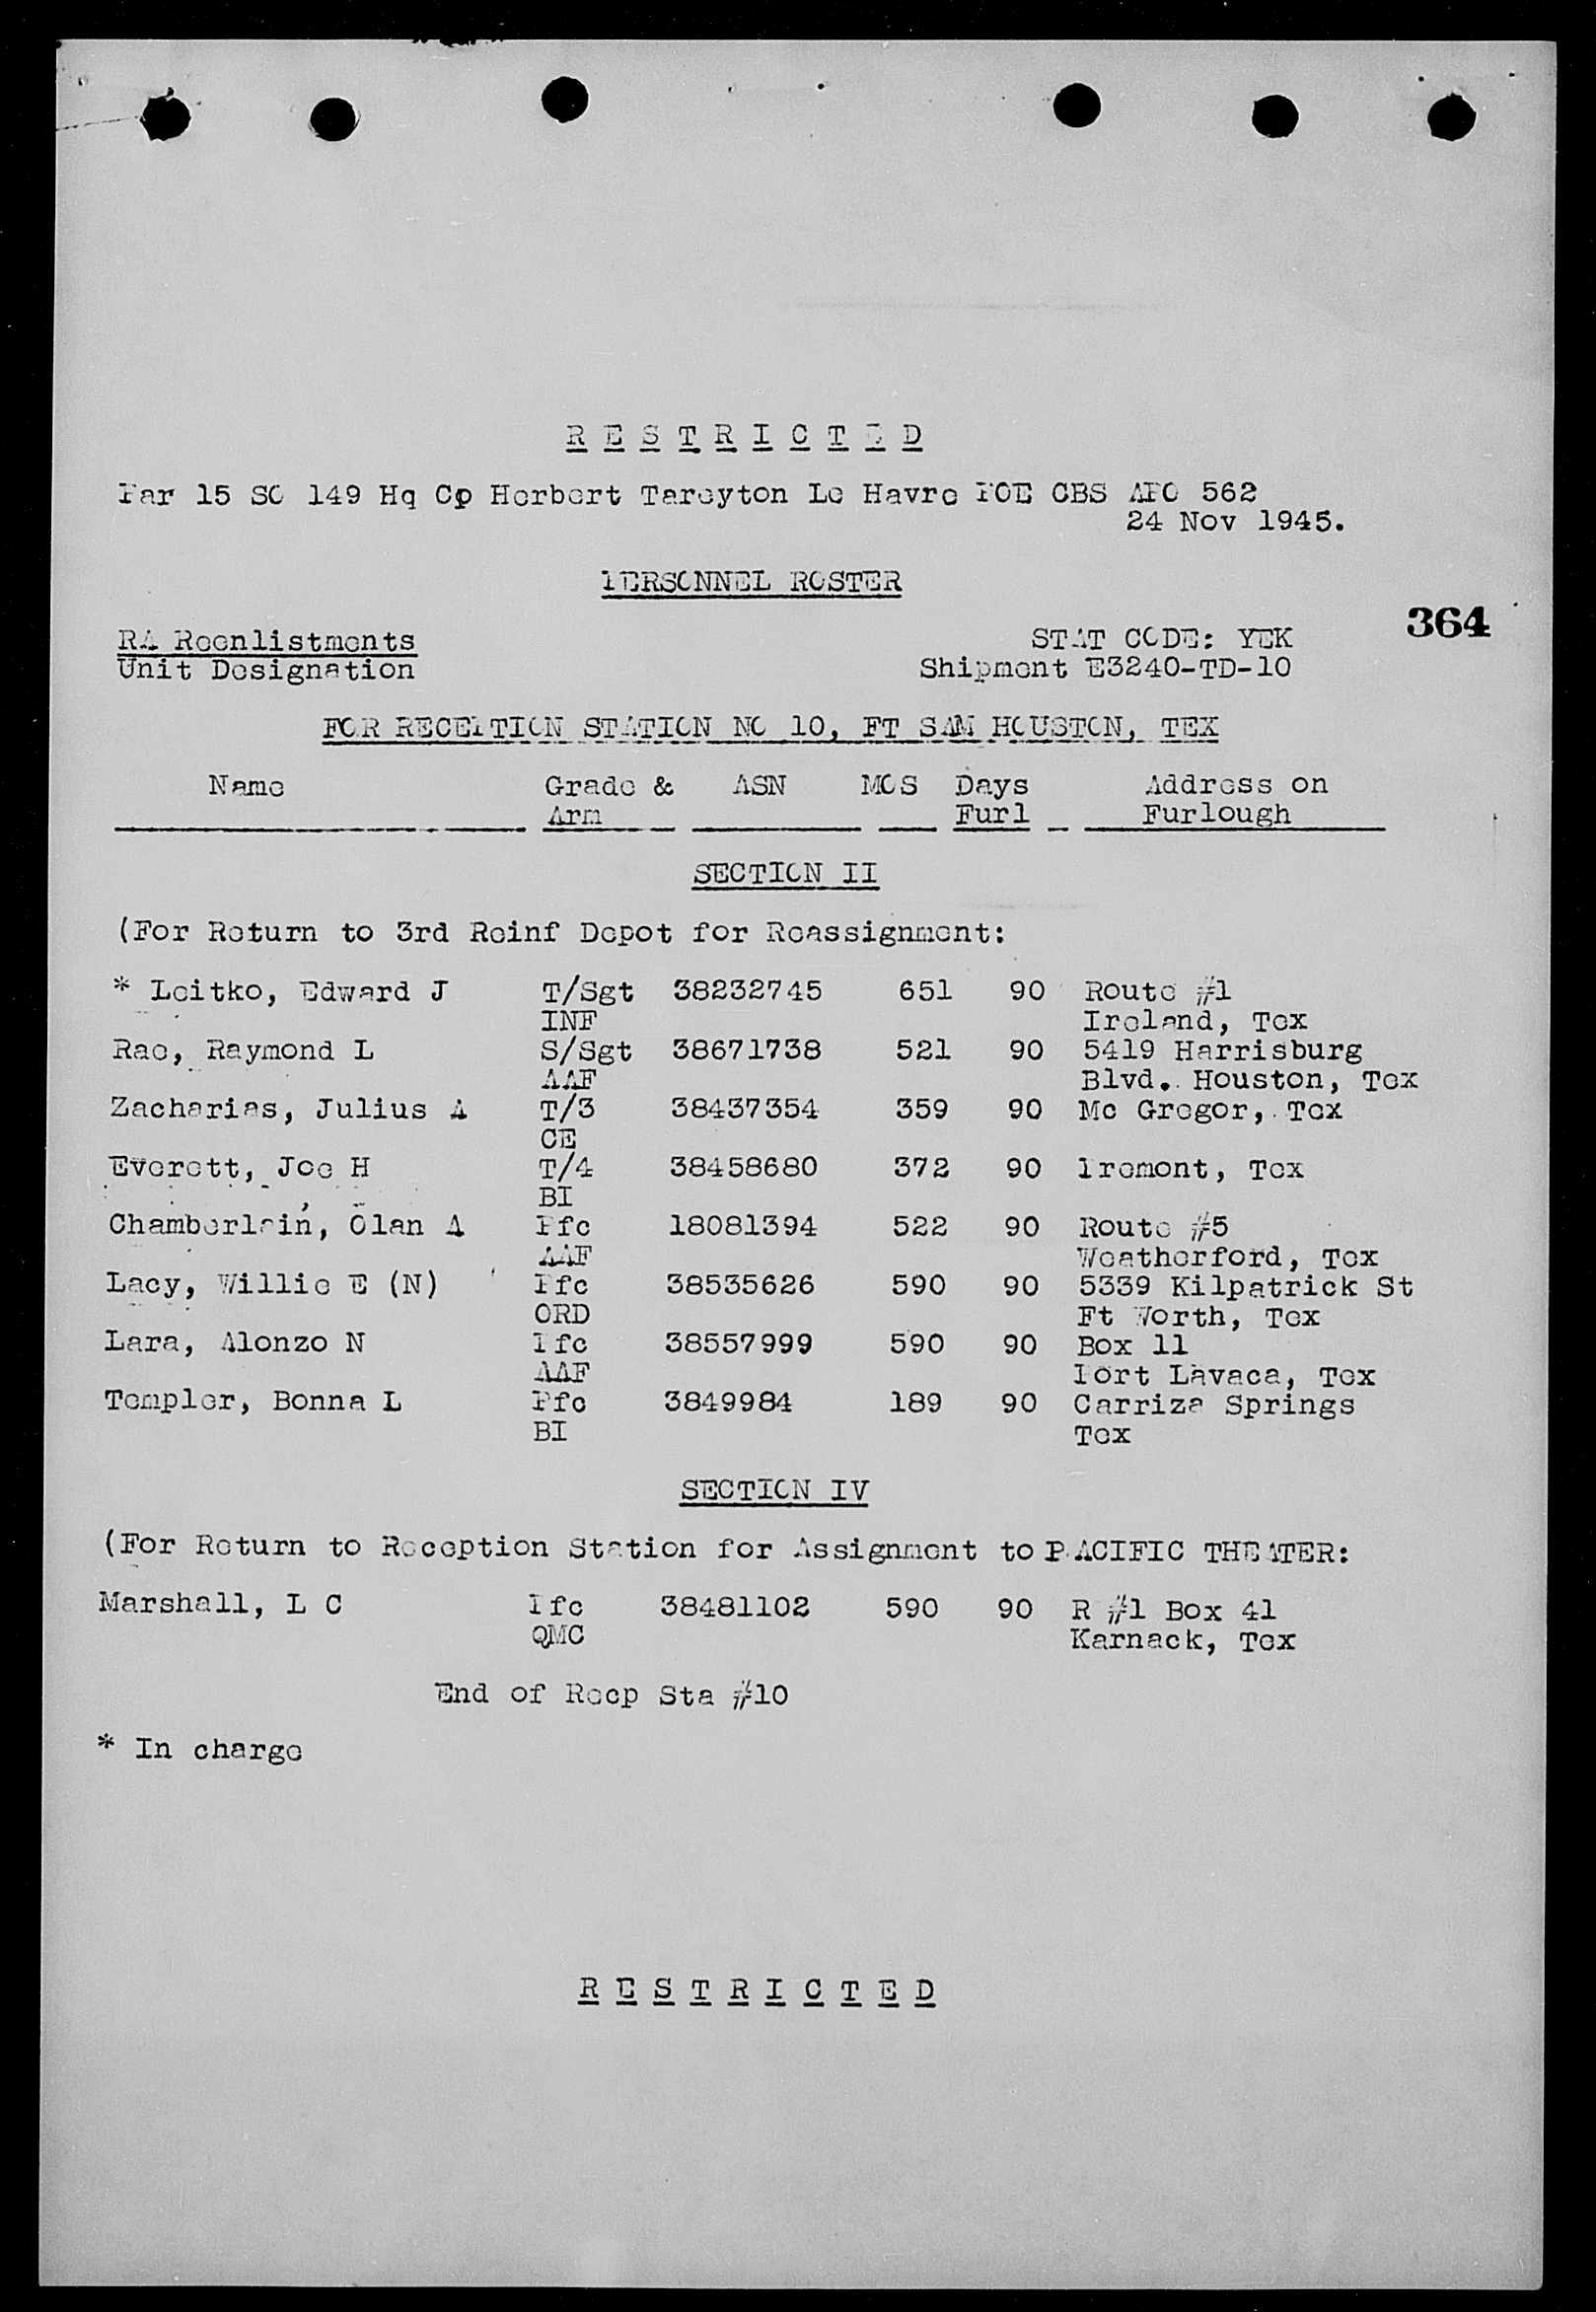 R E S T R I C T E D
Par 15 SO 149 Hq Cp Herbert Tareyton Le Havre POE CBS APO 562
24 Nov 1945.
PERSONNEL ROSTER
364
RA Reenlistments STAT CODE: YEK
Unit Designation Shipment E3240-TD-10
FOR RECEPTION STATION NO 10, FT SAM HOUSTON, TEX
Name Grade & ASN MOS Days Address on
Arm Furl Furlough
SECTION II
(For Return to 3rd Reinf Depot for Reassignment:
* Leitko, Edward J T/Sgt 38232745 651 90 Route #1
INF Ireland, Tex
Rae, Raymond L S/Sgt 38671738 521 90 5419 Harrisburg
AAF Blvd. Houston, Tex
Zacharias, Julius A T/3 38437354 359 90 Mc Gregor, Tex
CE
Everett, Joe H T/4 38458680 372 90 Premont, Tex
BI
Chamberlain, Olan A Pfc 18081394 522 90 Route #5
AAF Weatherford, Tex
Lacy, Willie E (N) Pfc 38535626 590 90 5339 Kilpatrick St
ORD Ft Worth, Tex
Lara, Alonzo N Pfc 38557999 590 90 Box 11
AAF Port Lavaca, Tex
Templer, Bonna L Pfc 3849984 189 90 Carriza Springs
BI Tex
SECTION IV
(For Return to Reception Station for Assignment to PACIFIC THEATER:
Marshall, L C Pfc 38481102 590 90 R #1 Box 41
QMC Karnack, Tex
End of Recp Sta #10
* In charge
R E S T R I C T E D